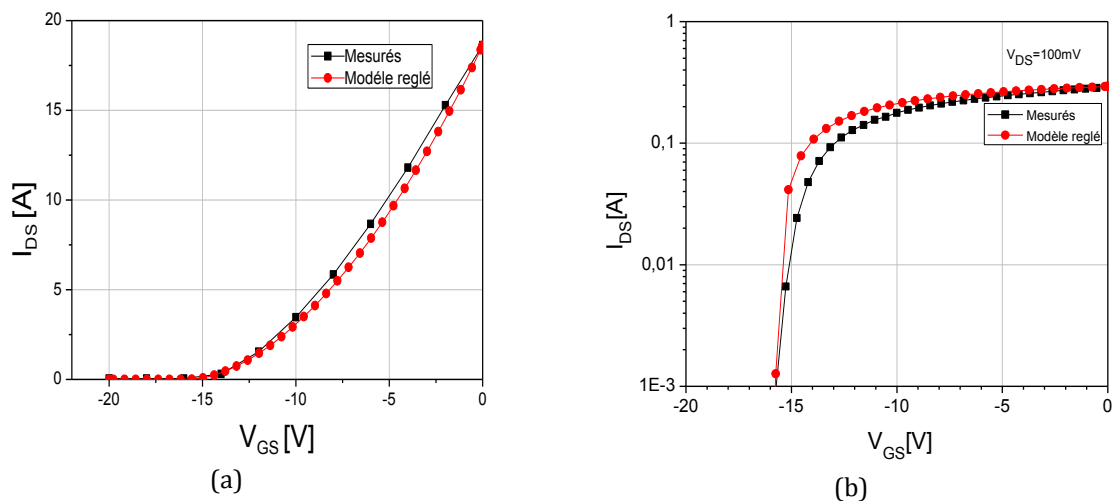 20
15
10
5
0
-20
-15
-10
-5
0
I_DS [A]
V_GS [V]
Mesurés
Modéle reglé
(a)
1
0.1
0,01
1E-3
-20
-15
-10
-5
0
I_DS [A]
V_GS [V]
V_DS=100mV
Mesurés
Modèle reglé
(b)